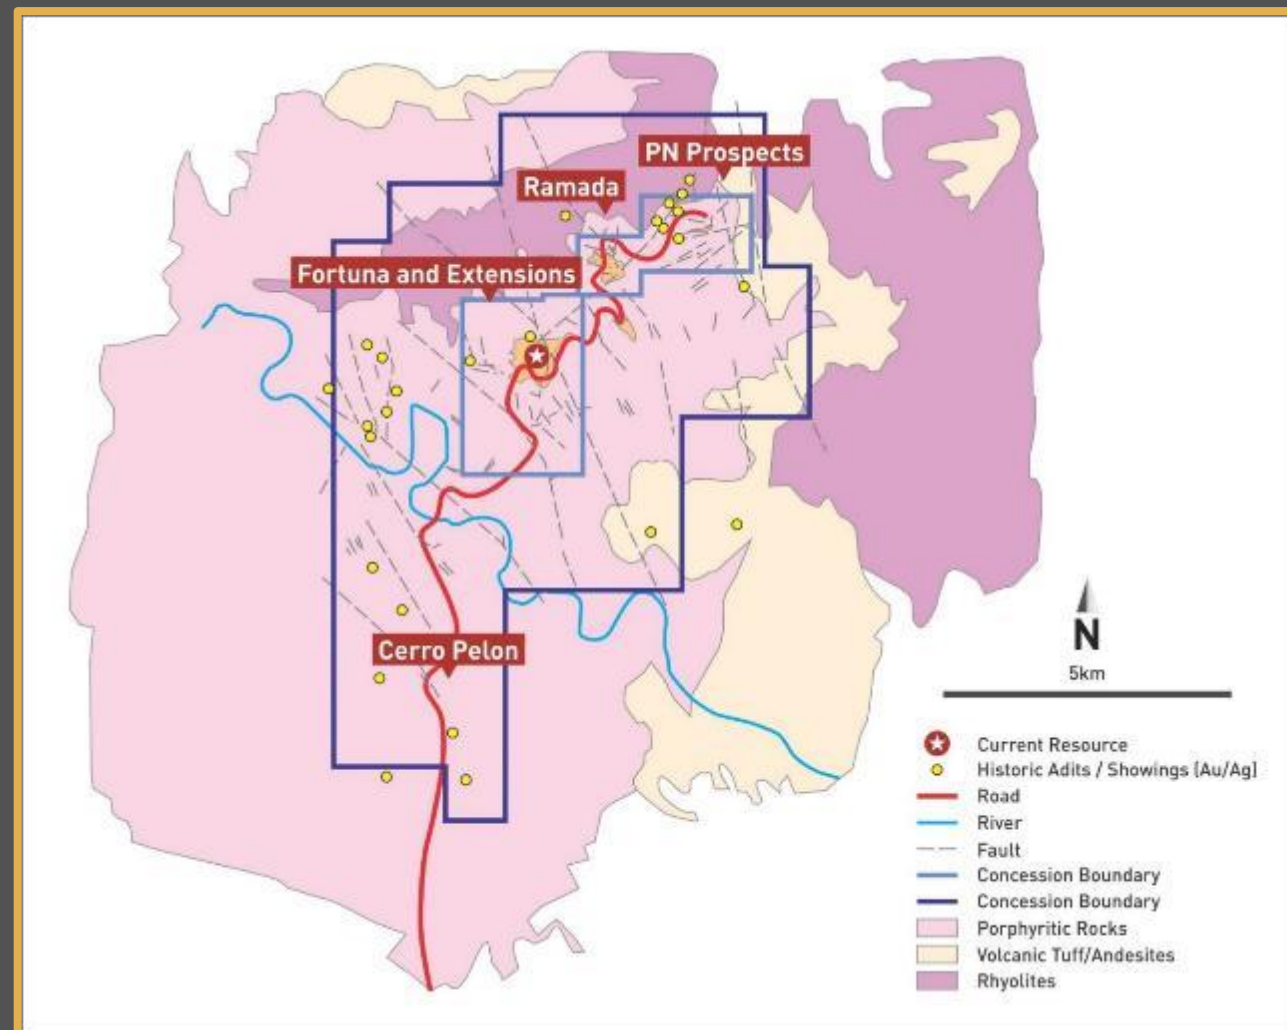 PN Prospects
Ramada
Fortuna and Extensions
Cerro Pelon
N
5km
Current Resource
Historic Adits / Showings (Au/Ag)
Road
River
Fault
Concession Boundary
Concession Boundary
Porphyritic Rocks
Volcanic Tuff/Andesites
Rhyolites